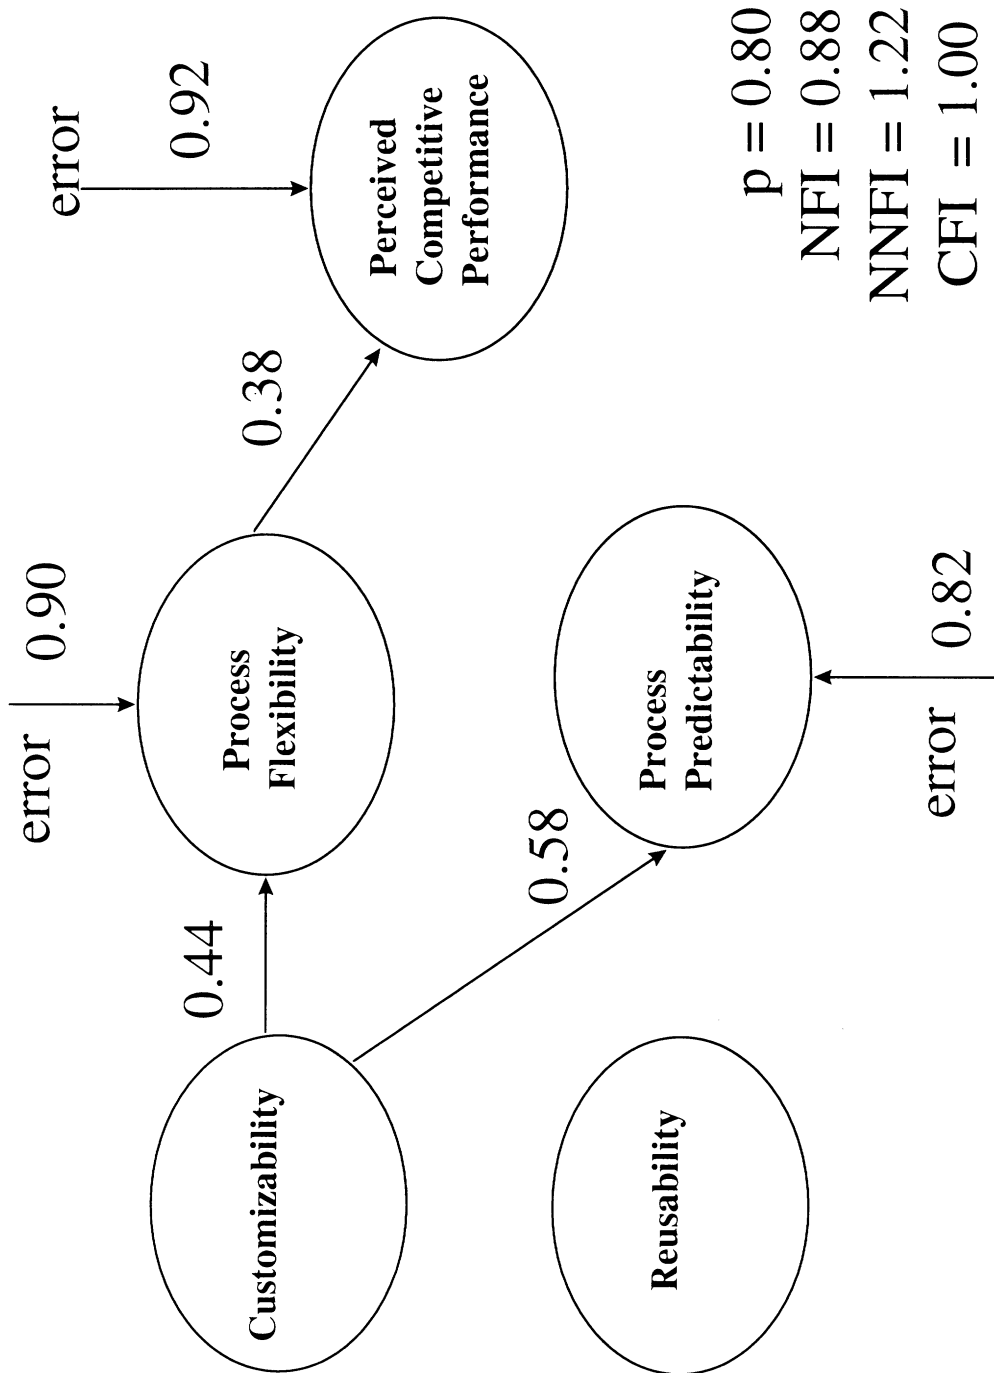 error
0.90
error
0.92
0.44
0.38
Customizability
Process
Flexibility
Perceived
Competitive
Performance
0.58
Reusability
Process
Predictability
error
0.82
p = 0.80
NFI = 0.88
NNFI = 1.22
CFI = 1.00